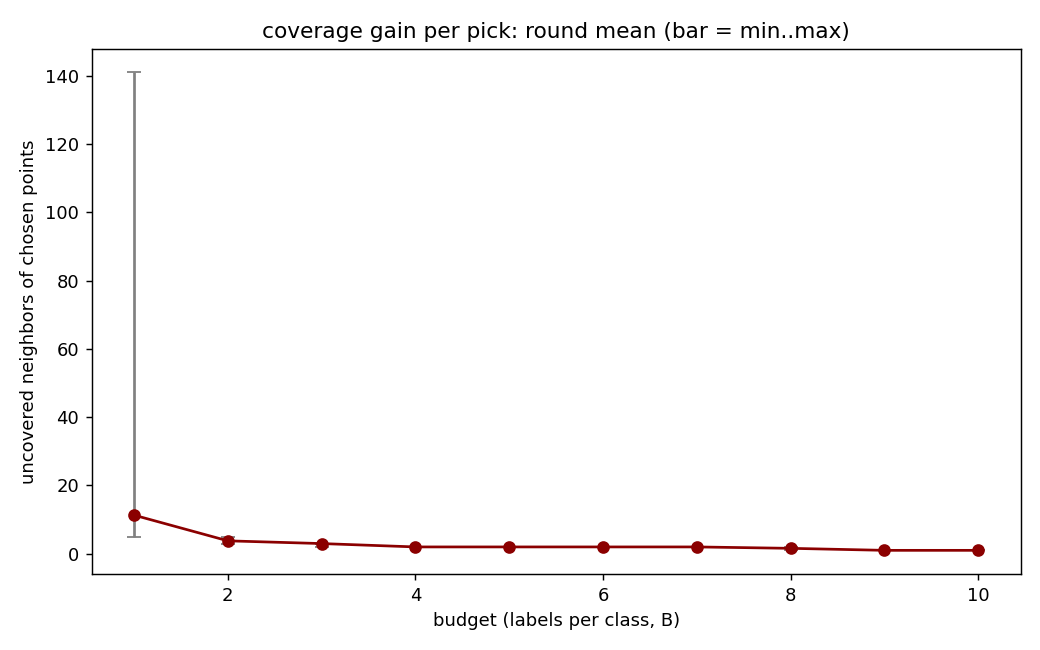 coverage gain per pick: round mean (bar = min..max)
uncovered neighbors of chosen points
140
120
100
80
60
40
20
0
2 4 6 8 10
budget (labels per class, B)